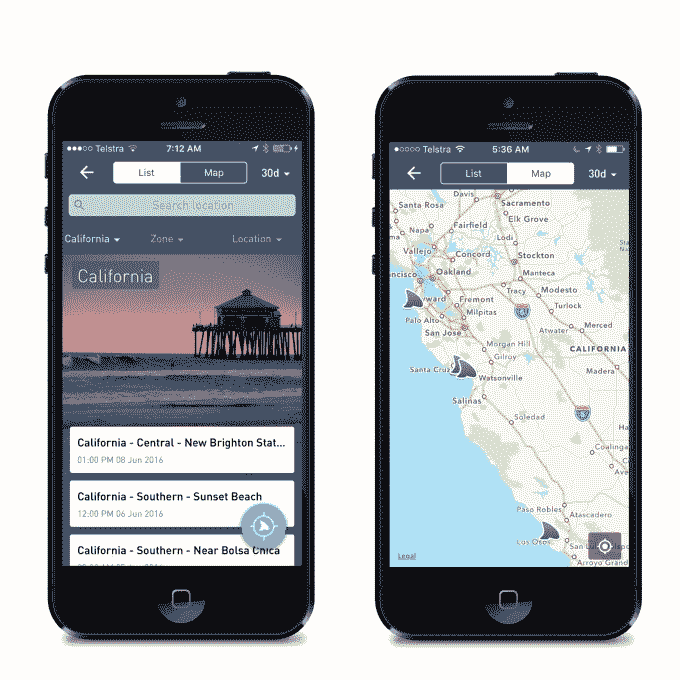 Telstra 7:12 AM
List Map 30d
Search location
California Zone Location
California
California - Central - New Brighton Stat...
01:00 PM 08 Jun 2016
California - Southern - Sunset Beach
12:00 PM 06 Jun 2016
California - Southern - Near Bolsa Chica
Telstra 5:36 AM
List Map 30d
Davis
Sacramento
Santa Rosa
Elk Grove
Napa
Fairfield
Lodi
Vallejo
Concord
Stockton
Oakland
Manteca
ncisco
Tracy
Modesto
yward
Fremont
Turlock
Milpitas
Palo Alto
Atwater
Merced
San Jose
CALIFORNIA
Morgan Hill
Gilroy
Madera
Santa Cruz
Watsonville
Salinas
Soledad
Coalinga
Paso Robles
Atascadero
Los Osos
Arroyo Grand
Legal